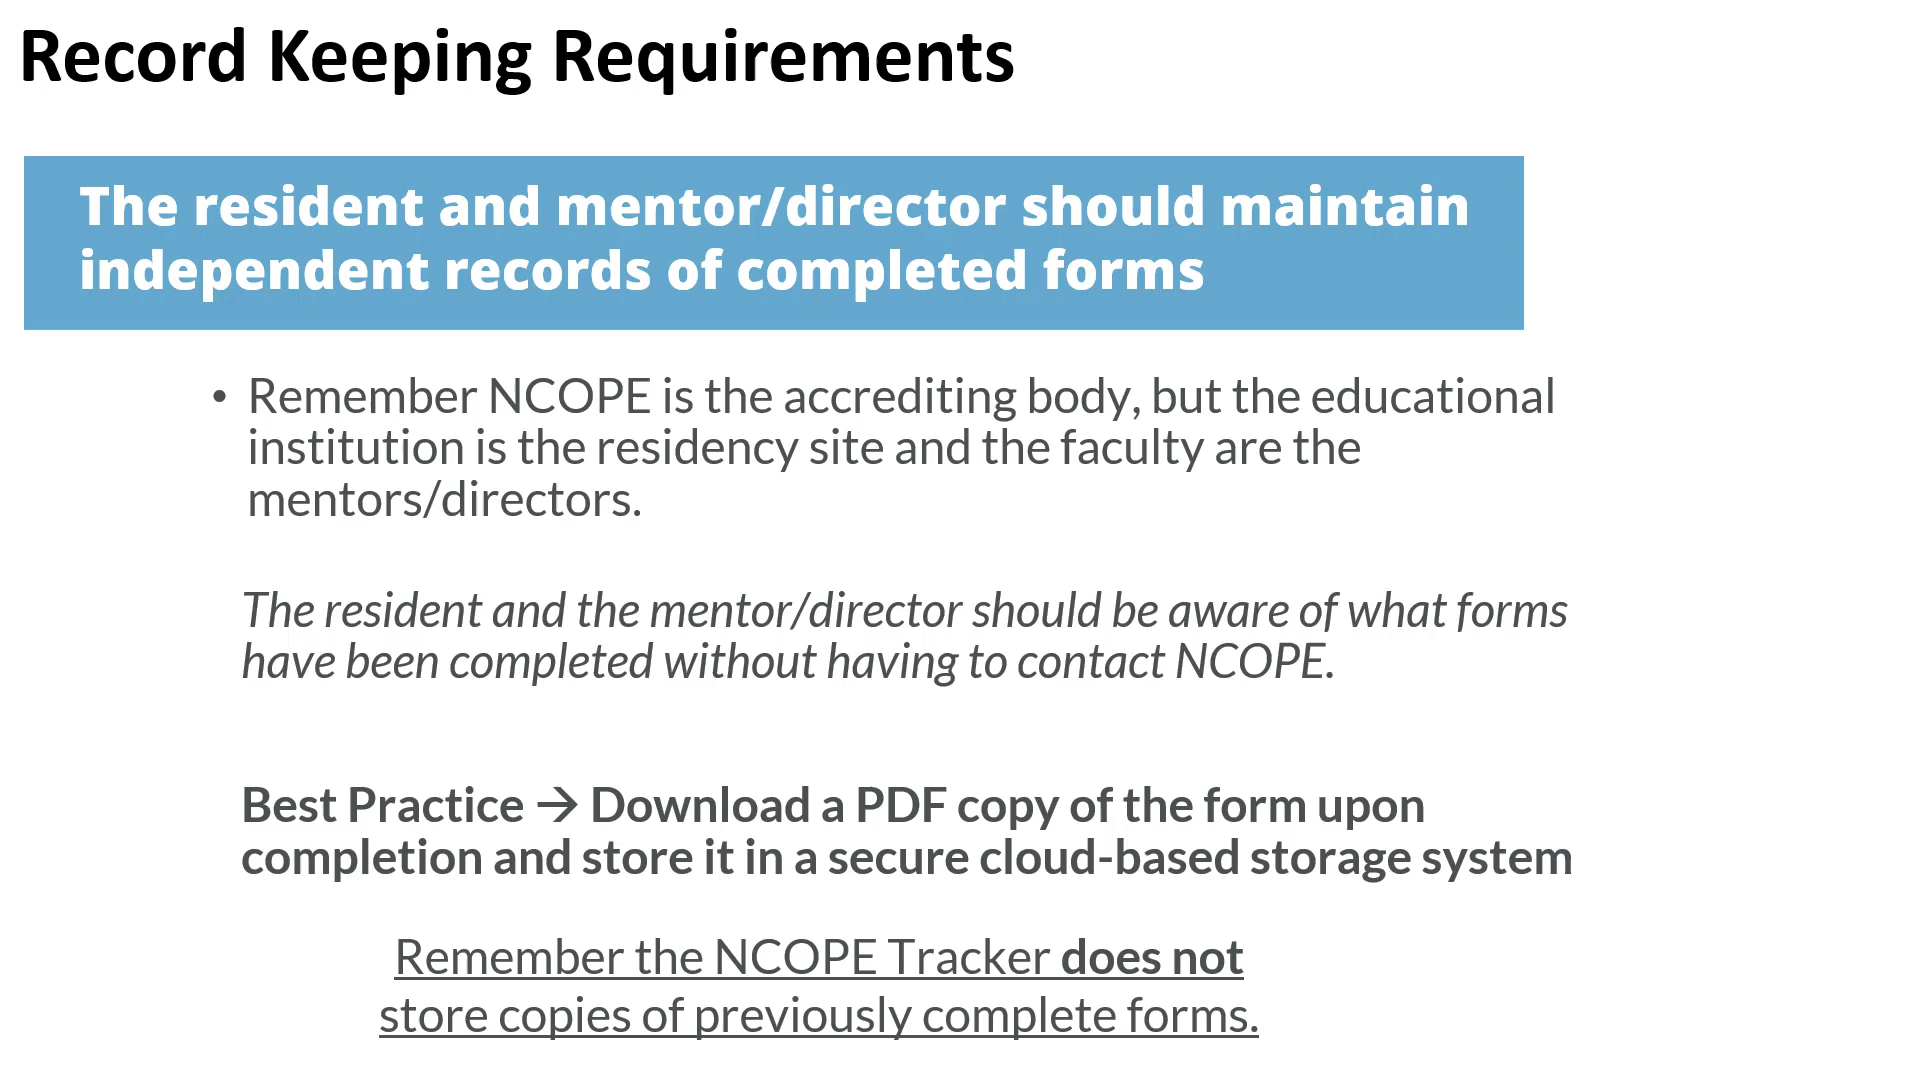 Record Keeping Requirements
The resident and mentor/director should maintain
independent records of completed forms
• Remember NCOPE is the accrediting body, but the educational
institution is the residency site and the faculty are the
mentors/directors.
The resident and the mentor/director should be aware of what forms
have been completed without having to contact NCOPE.
Best Practice → Download a PDF copy of the form upon
completion and store it in a secure cloud-based storage system
Remember the NCOPE Tracker does not
store copies of previously complete forms.